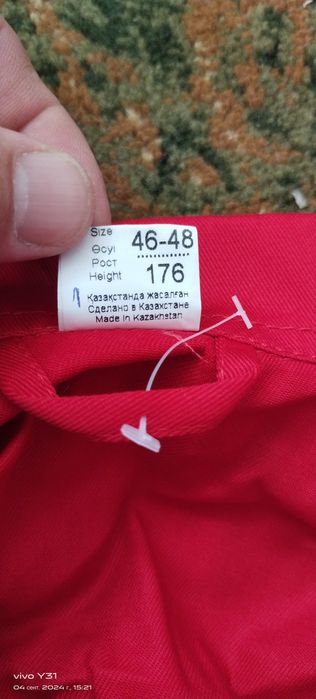 Size 46-48
Өсуі
Рост
Height 176
1 Қазақстанда жасалған
Сделано в Казахстане
Made in Kazakhstan
vivo Y31
04 сент. 2024 г., 15:21